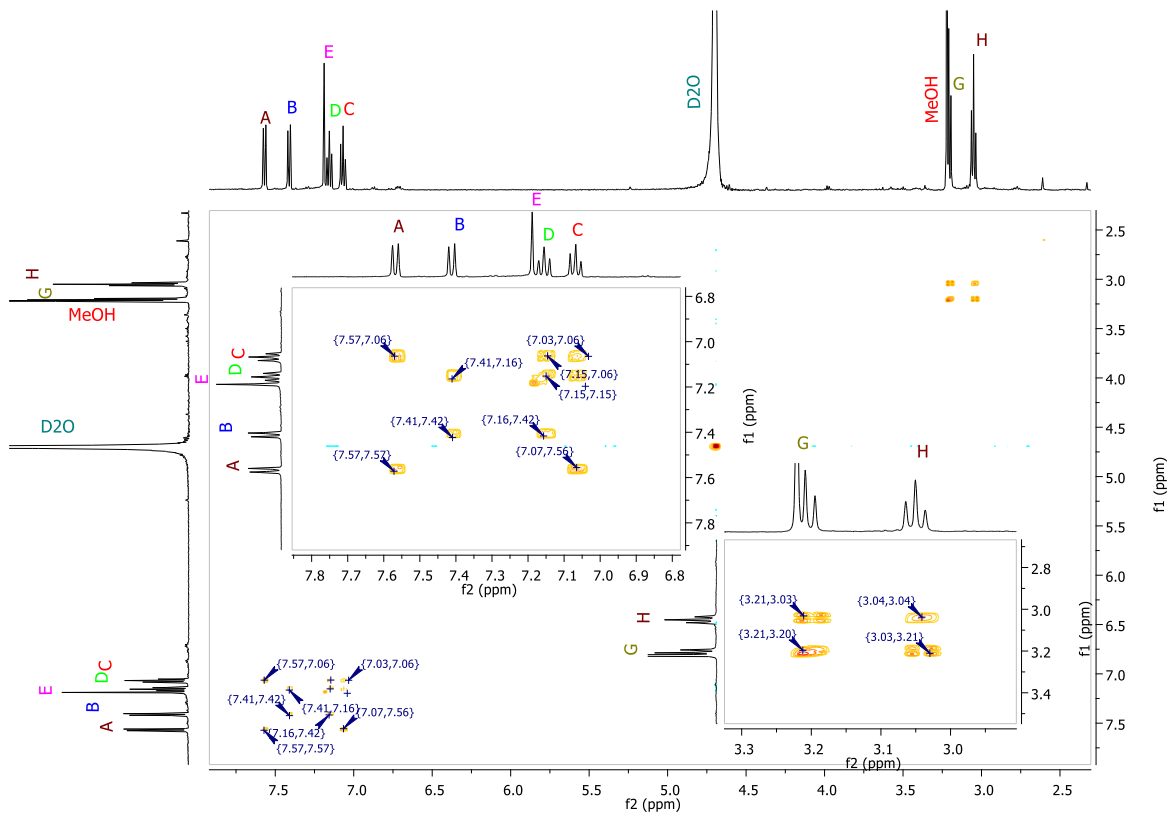 E
H
A
B
D
C
D2O
MeOH
G
E
A
B
D
C
H
G
MeOH
C
D
E
D2O
B
A
C
D
E
B
A
{7.57,7.06}
{7.03,7.06}
{7.41,7.16}
{7.15,7.06}
{7.15,7.15}
{7.41,7.42}
{7.16,7.42}
{7.57,7.57}
{7.07,7.56}
6.8
7.0
7.2
7.4
7.6
7.8
f1 (ppm)
7.8 7.7 7.6 7.5 7.4 7.3 7.2 7.1 7.0 6.9 6.8
f2 (ppm)
G
H
H
G
{3.21,3.03}
{3.04,3.04}
{3.21,3.20}
{3.03,3.21}
2.8
3.0
3.2
3.4
f1 (ppm)
3.3 3.2 3.1 3.0
f2 (ppm)
{7.57,7.06}
{7.03,7.06}
{7.41,7.42}
{7.41,7.16}
{7.07,7.56}
{7.16,7.42}
{7.57,7.57}
2.5
3.0
3.5
4.0
4.5
5.0
5.5
6.0
6.5
7.0
7.5
f1 (ppm)
7.5 7.0 6.5 6.0 5.5 5.0 4.5 4.0 3.5 3.0 2.5
f2 (ppm)